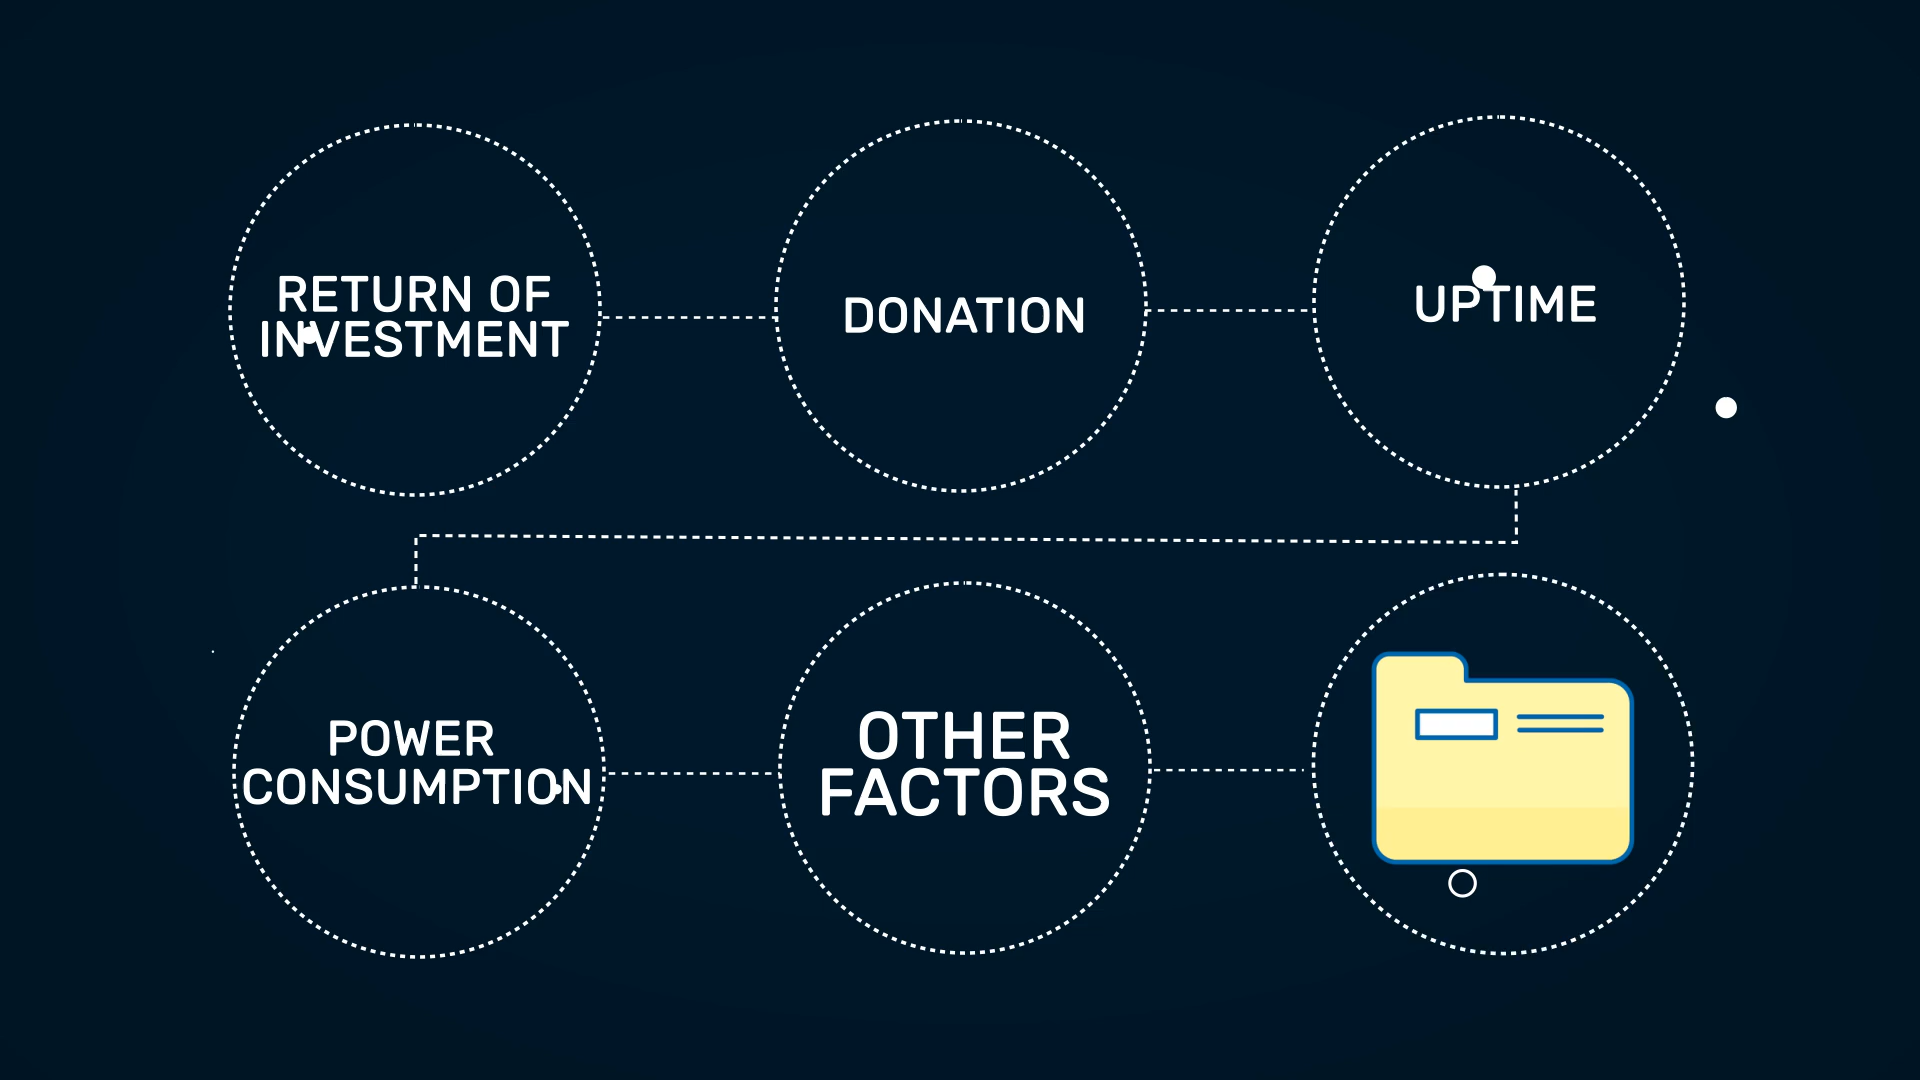 RETURN OF
INVESTMENT
DONATION
UPTIME
POWER
CONSUMPTION
OTHER
FACTORS